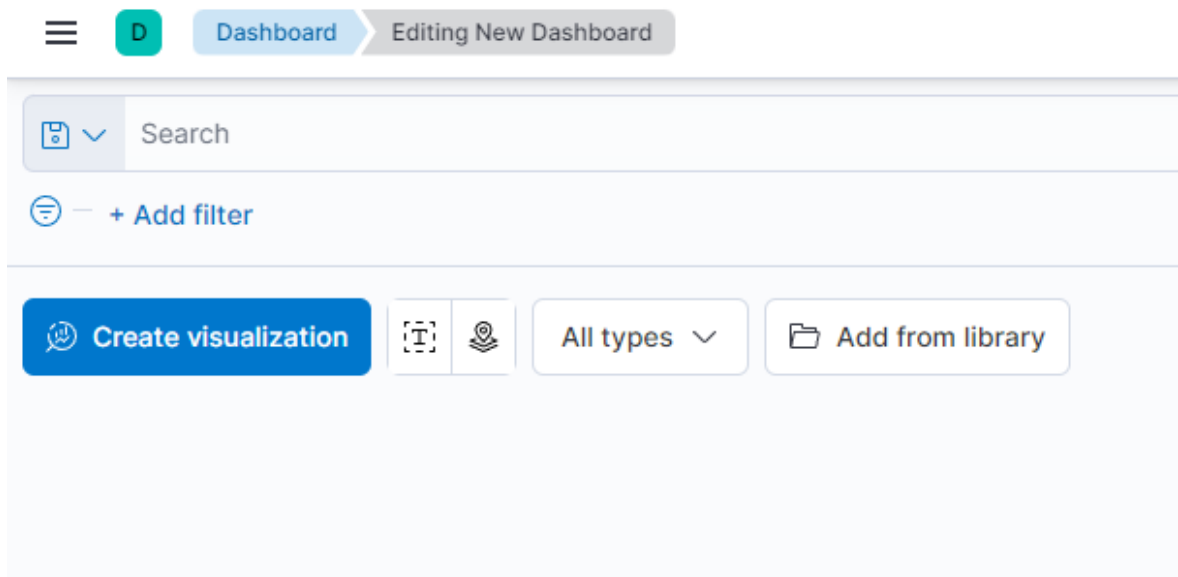 D Dashboard Editing New Dashboard
Search
+ Add filter
Create visualization T All types Add from library